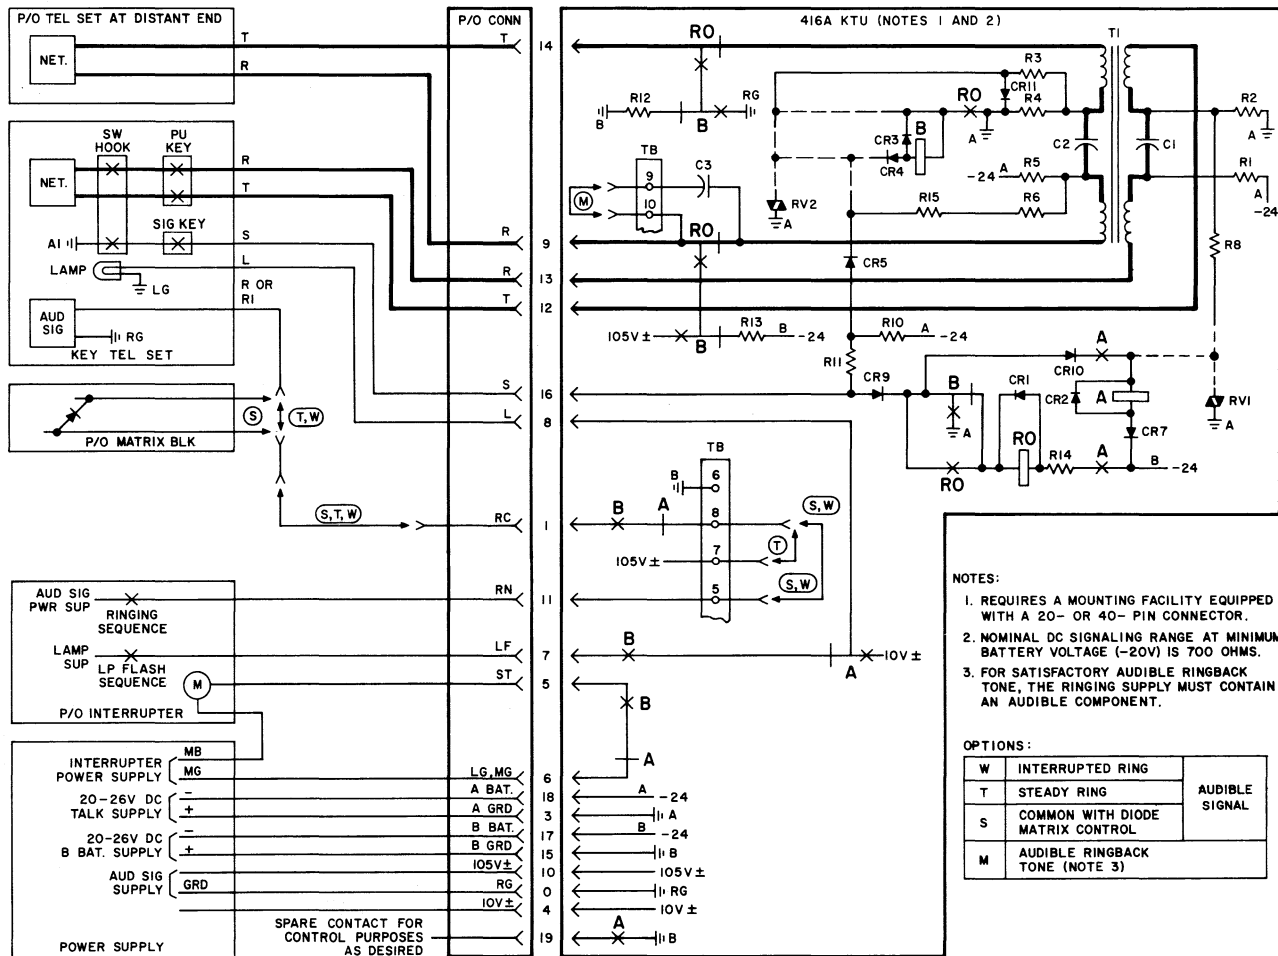 P/O TEL SET AT DISTANT END
NET.
T
R
P/O CONN
T
14
416A KTU (NOTES 1 AND 2)
RO
T1
R3
CR11
R12
B
RG
B
RO
R4
A
R2
A
CR3
B
CR4
C2
C1
TB
9
C3
10
M
-24 A
R5
R1
A
-24
RV2
A
R15
R6
RO
R8
SW
HOOK
PU
KEY
NET.
R
T
SIG KEY
A1
S
LAMP
L
LG
R OR
R1
AUD
SIG
RG
KEY TEL SET
R
9
R
13
T
12
CR5
105V±
B
R13
B
-24
R10
A
-24
R11
CR10
A
S
16
CR9
B
A
CR1
CR2
A
RV1
A
CR7
L
8
RO
RO
R14
A
B
-24
S
T, W
P/O MATRIX BLK
S,T, W
RC
1
B
A
TB
B
6
8
S, W
T
105V±
7
S, W
5
AUD SIG
PWR SUP
RINGING
SEQUENCE
RN
11
LAMP
SUP
LP FLASH
SEQUENCE
LF
7
B
A
10V±
M
ST
5
B
A
P/O INTERRUPTER
INTERRUPTER
POWER SUPPLY
MB
MG
LG, MG
6
20-26V DC
TALK SUPPLY
-
+
A BAT.
18
A
-24
A GRD
3
A
20-26V DC
B BAT. SUPPLY
-
+
B BAT.
17
B
-24
B GRD
15
B
AUD SIG
SUPPLY
GRD
105V±
10
105V±
RG
0
RG
10V±
4
10V±
SPARE CONTACT FOR
CONTROL PURPOSES
AS DESIRED
19
A
B
POWER SUPPLY
NOTES:
1. REQUIRES A MOUNTING FACILITY EQUIPPED
WITH A 20- OR 40- PIN CONNECTOR.
2. NOMINAL DC SIGNALING RANGE AT MINIMUM
BATTERY VOLTAGE (-20V) IS 700 OHMS.
3. FOR SATISFACTORY AUDIBLE RINGBACK
TONE, THE RINGING SUPPLY MUST CONTAIN
AN AUDIBLE COMPONENT.
OPTIONS:
W INTERRUPTED RING
T STEADY RING
S COMMON WITH DIODE
MATRIX CONTROL
AUDIBLE
SIGNAL
M AUDIBLE RINGBACK
TONE (NOTE 3)